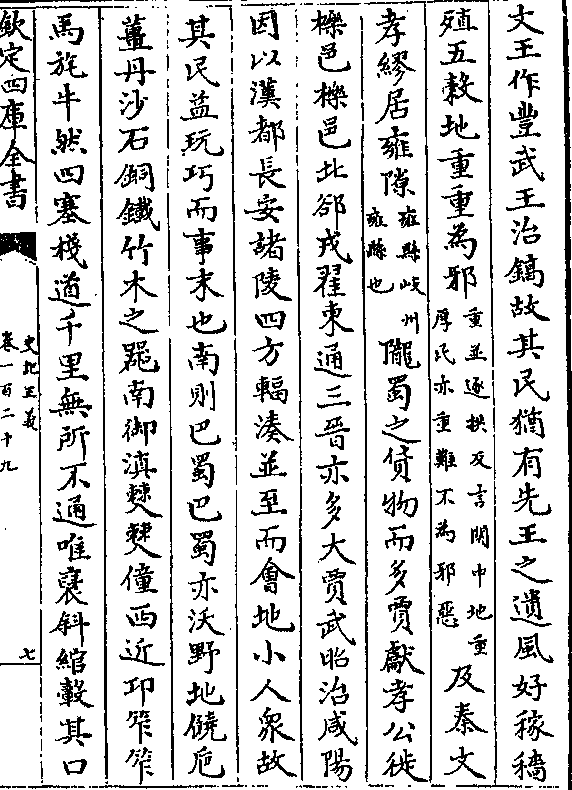 文王作豐武王治鎬故其民猶有先王之遺風好稼穡
殖五榖地重重為邪重並逐拱反言闗中地重厚民亦重難不為邪惡及秦文
孝繆居雍隙雍縣岐州雍縣也隴蜀之貨物而多賈獻孝公徙
櫟邑櫟邑北郤戎翟東通三晉亦多大賈武昭治咸陽
因以漢都長安諸陵四方輻湊並至而會地小人衆故
其民益玩巧而事末也南則巴蜀巴蜀亦沃野地饒巵
薑丹沙石銅鐵竹木之器南御滇僰僰僮西近邛笮笮
馬旄牛然四塞棧道千里無所不通唯襃斜綰轂其口
欽定四庫全書
史記正義
卷一百二十九
七